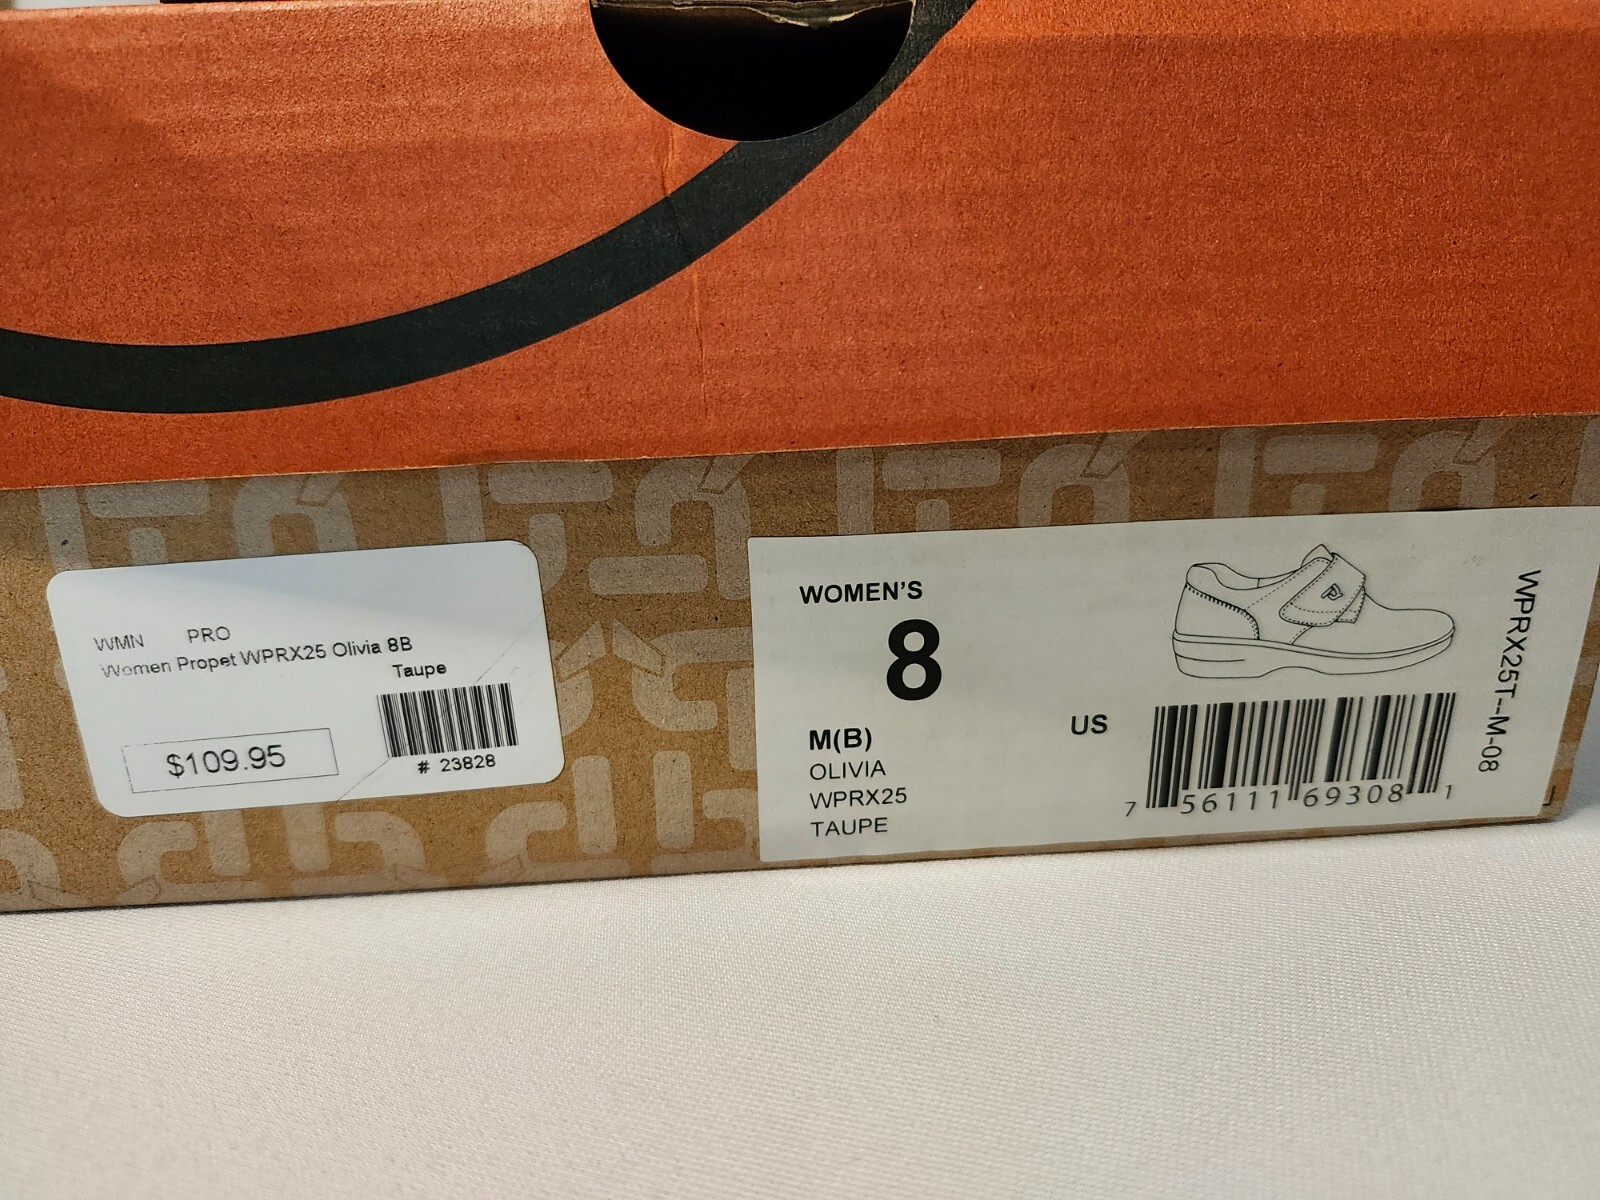 WMN PRO
Women Propet WPRX25 Olivia 8B
Taupe
$109.95
# 23828
WOMEN'S
8
M(B)
OLIVIA
WPRX25
TAUPE
US
7 56111 69308 1
WPRX25T--M-08